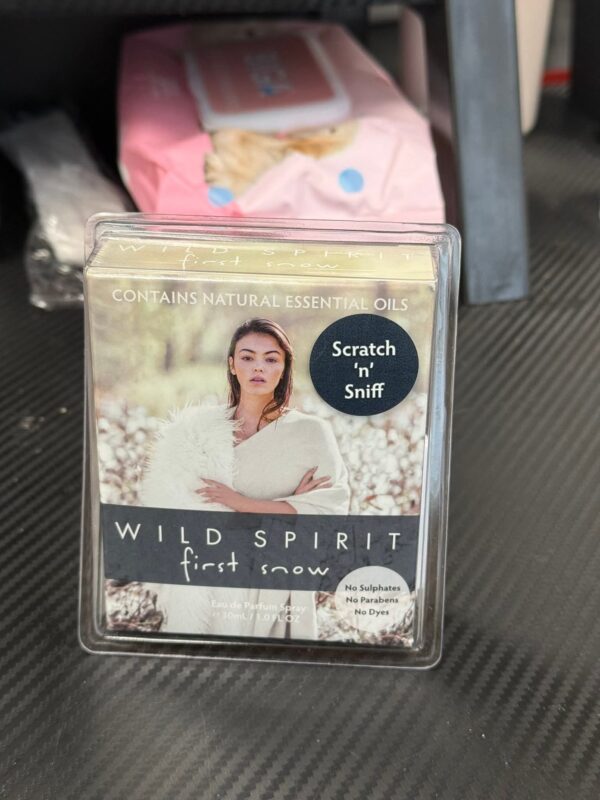 WILD SPIRIT
first snow
CONTAINS NATURAL ESSENTIAL OILS
Scratch
'n'
Sniff
WILD SPIRIT
first snow
No Sulphates
No Parabens
No Dyes
Eau de Parfum Spray
℮ 30mL / 1.0 FL OZ